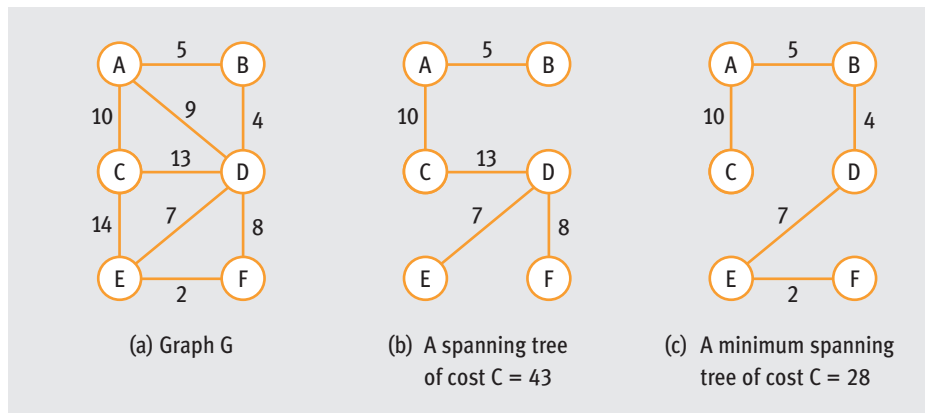 A 5 B
10 9 4
C 13 D
14 7 8
E 2 F
(a) Graph G
A 5 B
10
C 13 D
7 8
E F
(b) A spanning tree
of cost C = 43
A 5 B
10 4
C D
7
E 2 F
(c) A minimum spanning
tree of cost C = 28